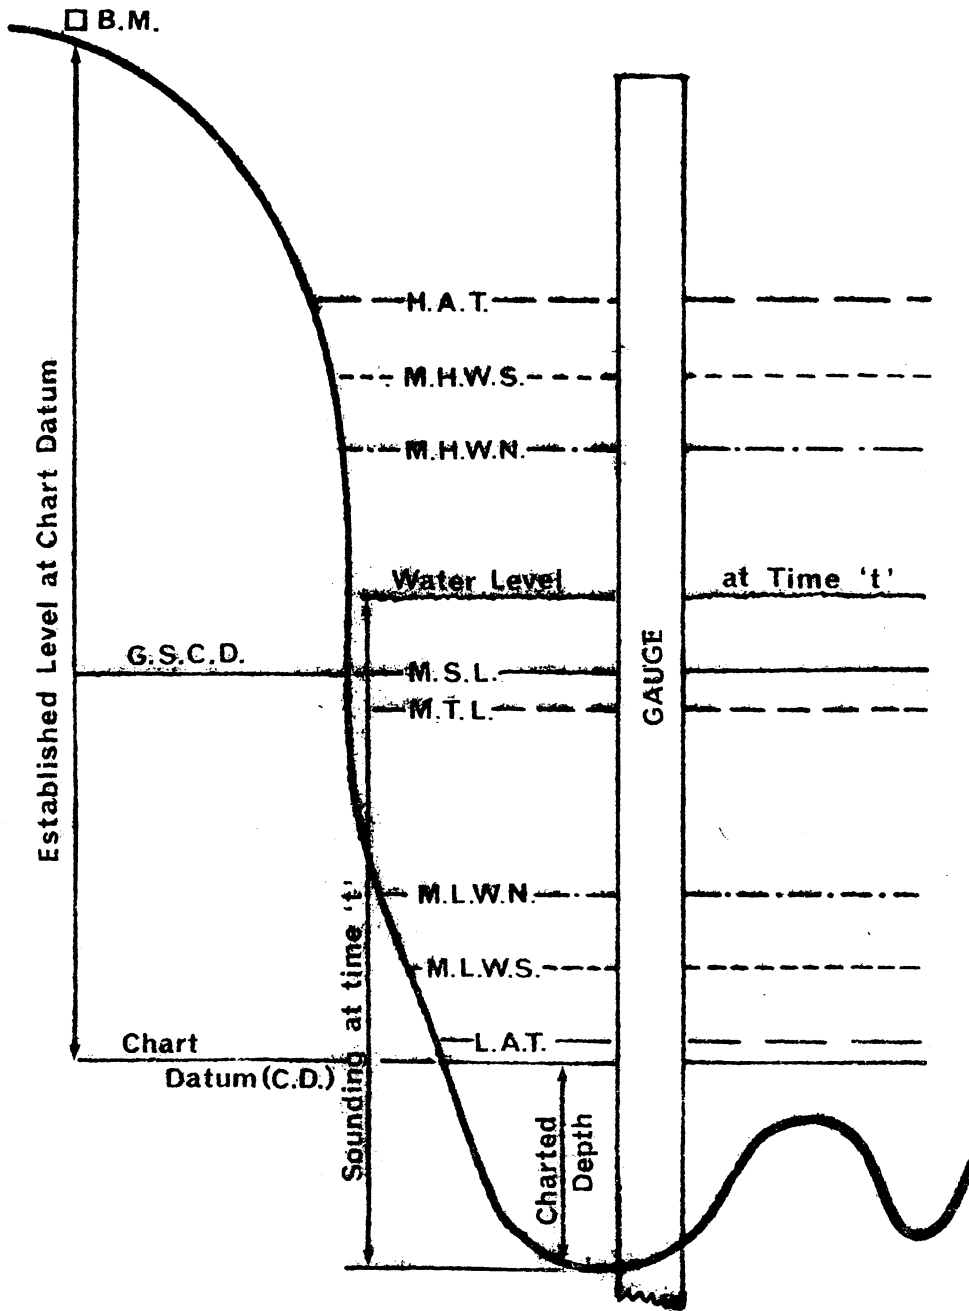 B.M.
H.A.T.
M.H.W.S.
M.H.W.N.
Water Level at Time 't'
G.S.C.D.
M.S.L.
M.T.L.
GAUGE
Established Level at Chart Datum
M.L.W.N.
M.L.W.S.
Sounding at time 't'
L.A.T.
Chart
Datum (C.D.)
Charted
Depth